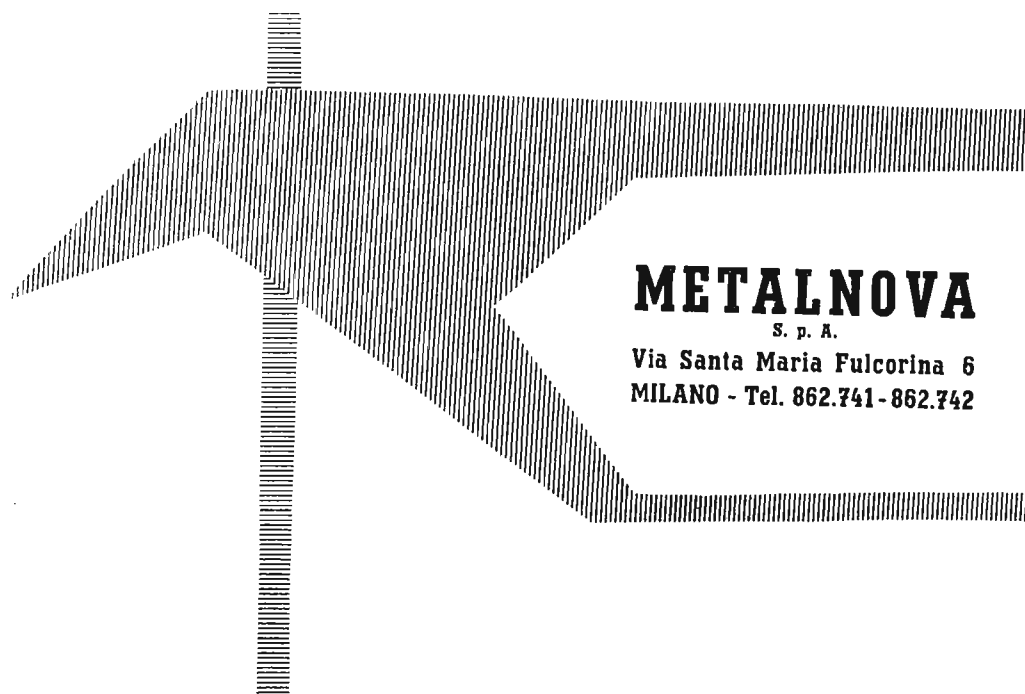 METALNOVA
S. p. A.
Via Santa Maria Fulcorina 6
MILANO - Tel. 862.741-862.742